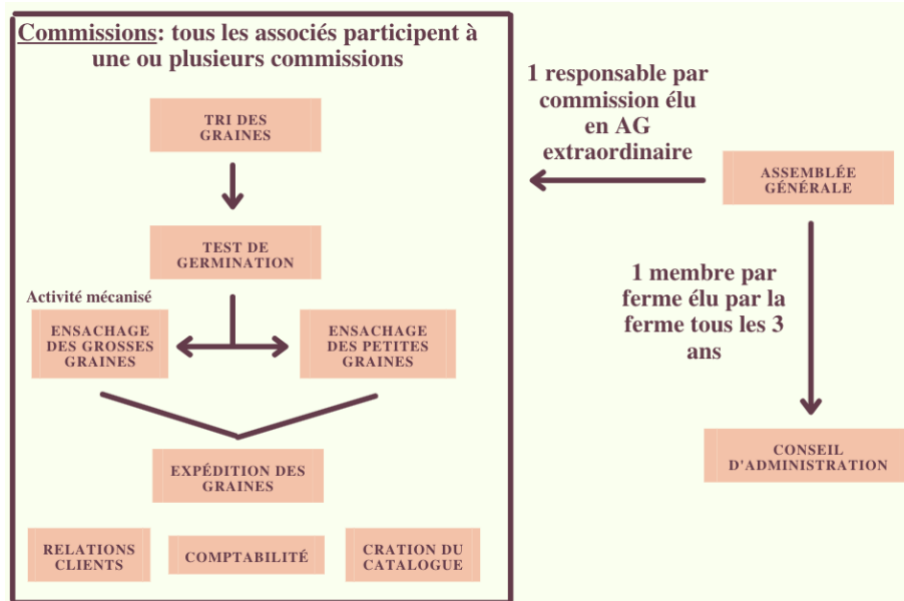 Commissions: tous les associés participent à
une ou plusieurs commissions
TRI DES
GRAINES
TEST DE
GERMINATION
Activité mécanisé
ENSACHAGE
DES GROSSES
GRAINES
ENSACHAGE
DES PETITES
GRAINES
EXPÉDITION DES
GRAINES
RELATIONS
CLIENTS
COMPTABILITÉ
CRATION DU
CATALOGUE
1 responsable par
commission élu
en AG
extraordinaire
ASSEMBLÉE
GÉNÉRALE
1 membre par
ferme élu par la
ferme tous les 3
ans
CONSEIL
D'ADMINISTRATION